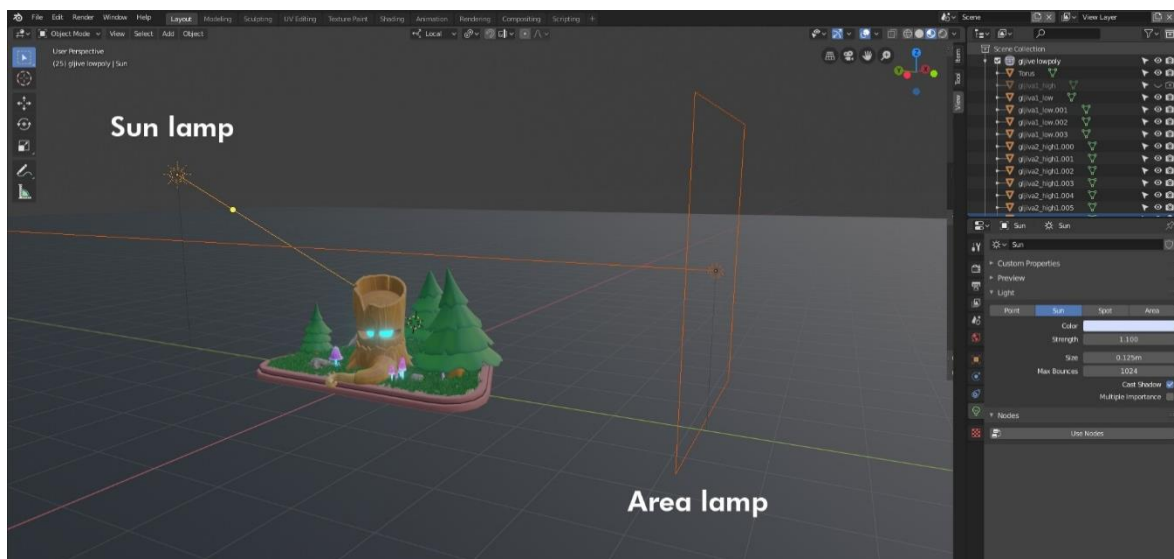 File Edit Render Window Help
Layout Modeling Sculpting UV Editing Texture Paint Shading Animation Rendering Compositing Scripting +
Scene
View Layer
Object Mode View Select Add Object
Local
User Perspective
(25) gljive lowpoly | Sun
Sun lamp
Area lamp
Item
Tool
View
Scene Collection
gljive lowpoly
Torus
gljiva1_high
gljiva1_low
gljiva1_low.001
gljiva1_low.002
gljiva1_low.003
gljiva2_high1.000
gljiva2_high1.001
gljiva2_high1.002
gljiva2_high1.003
gljiva2_high1.004
gljiva2_high1.005
Sun Sun
Sun
Custom Properties
Preview
Light
Point Sun Spot Area
Color
Strength 1.100
Size 0.125m
Max Bounces 1024
Cast Shadow
Multiple Importance
Nodes
Use Nodes